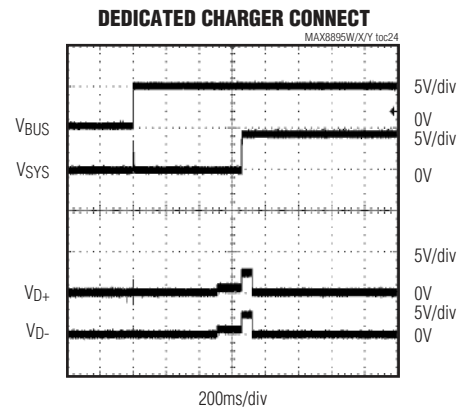 DEDICATED CHARGER CONNECT
MAX8895W/X/Y toc24
5V/div
VBUS
0V
5V/div
VSYS
0V
5V/div
VD+
0V
5V/div
VD-
0V
200ms/div